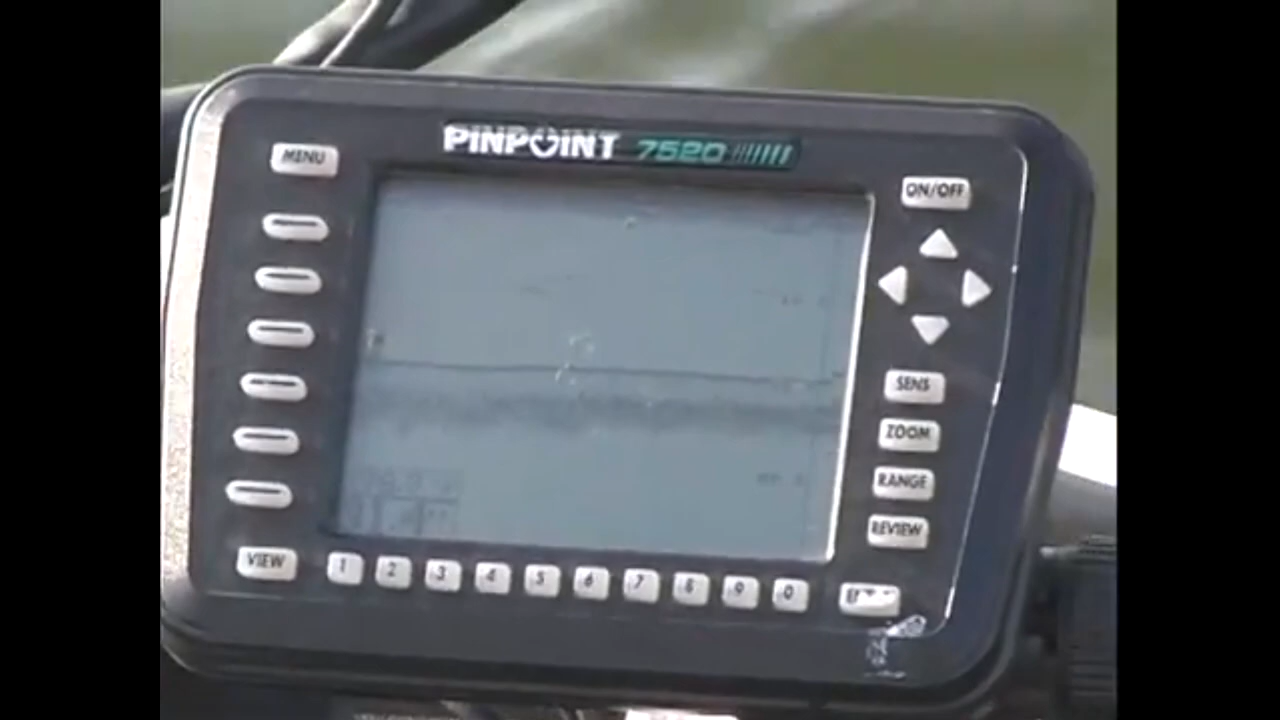 PINPOINT 7520
MENU
ON/OFF
SENS
ZOOM
RANGE
REVIEW
VIEW
1 2 3 4 5 6 7 8 9 0